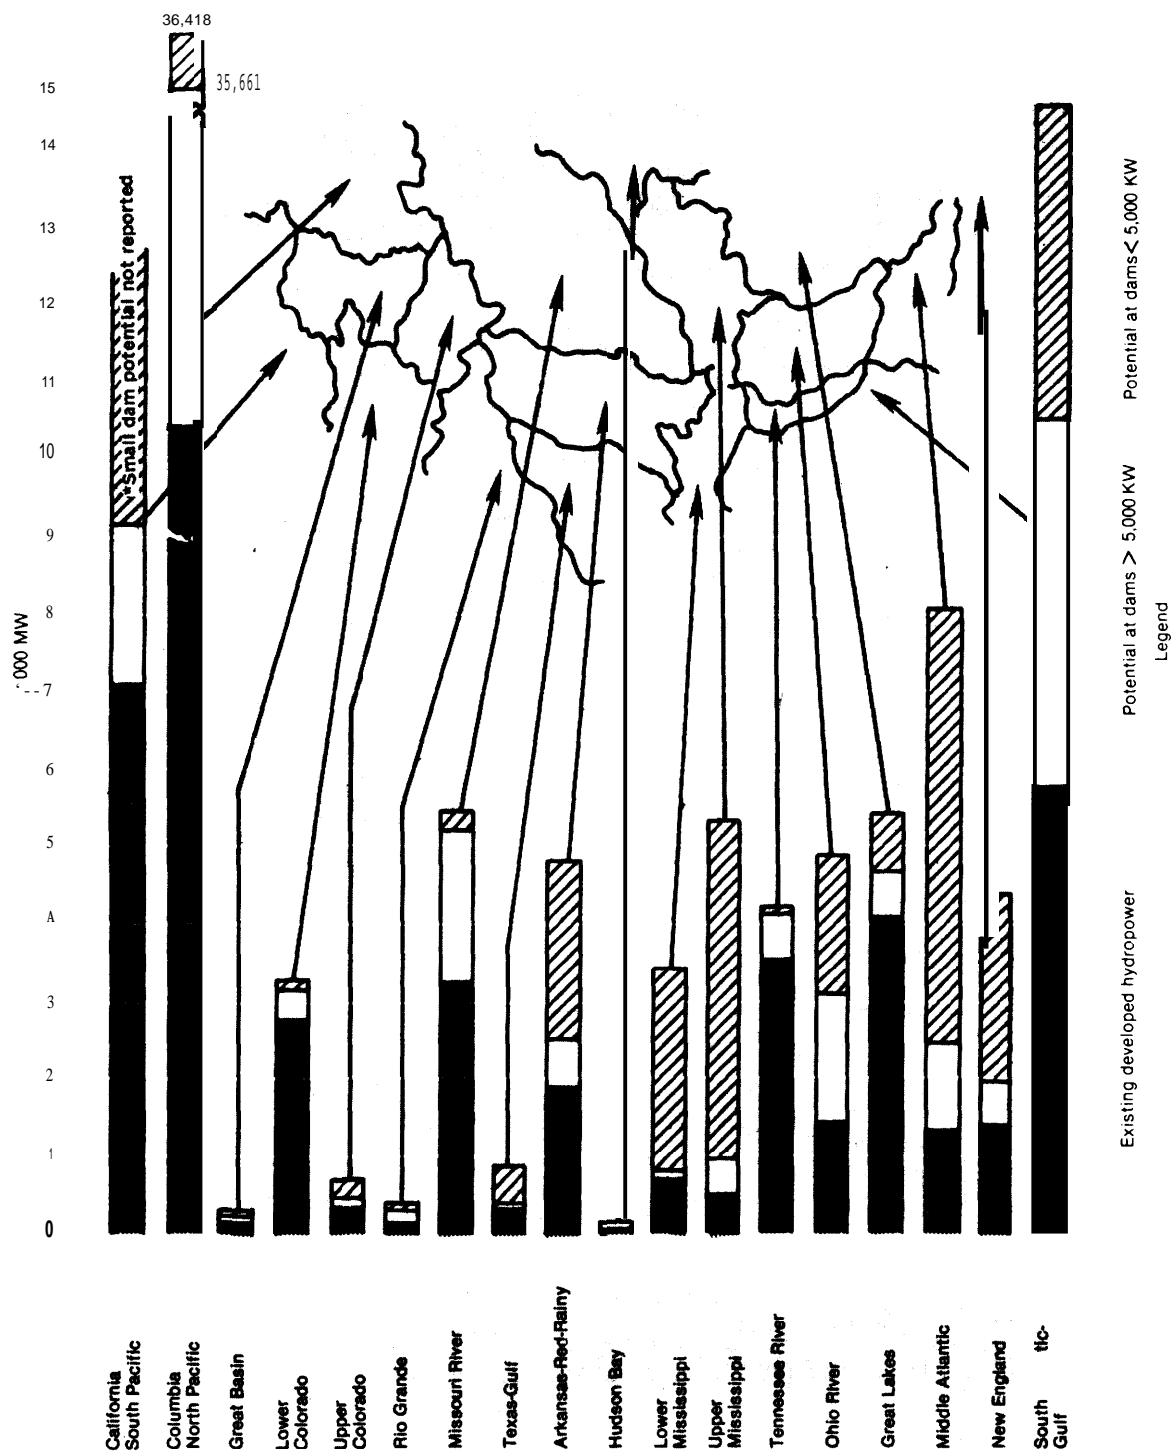 36,418
35,661
15
14
13
12
11
10
9
8
--7
6
5
A
3
2
1
0
'000 MW
*small dam potential not reported
California
South Pacific
Columbia
North Pacific
Great Basin
Lower
Colorado
Upper
Colorado
Rio Grande
Missouri River
Texas-Gulf
Arkansas-Red-Rainy
Hudson Bay
Lower
Mississippi
Upper
Mississippi
Tennessee River
Ohio River
Great Lakes
Middle Atlantic
New England
South tic-
Gulf
Existing developed hydropower
Potential at dams > 5,000 KW
Potential at dams< 5,000 KW
Legend